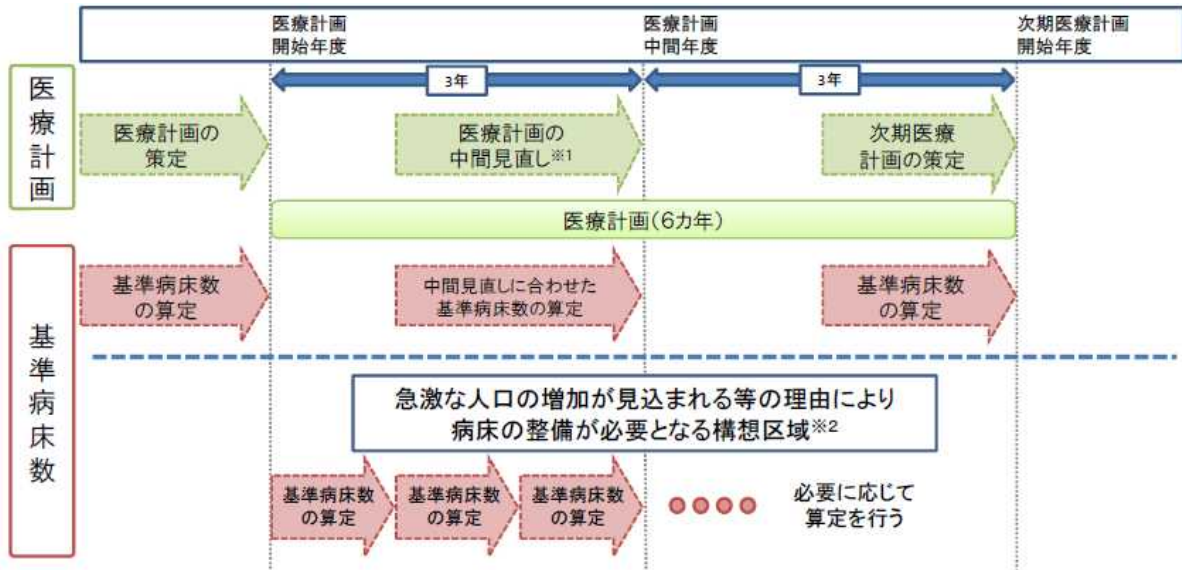 医療計画
開始年度
医療計画
中間年度
次期医療計画
開始年度
3年
3年
医療計画
医療計画の
策定
医療計画の
中間見直し※1
次期医療
計画の策定
医療計画(6カ年)
基準病床数
基準病床数
の算定
中間見直しに合わせた
基準病床数の算定
基準病床数
の算定
急激な人口の増加が見込まれる等の理由により
病床の整備が必要となる構想区域※2
基準病床数
の算定
基準病床数
の算定
基準病床数
の算定
必要に応じて
算定を行う